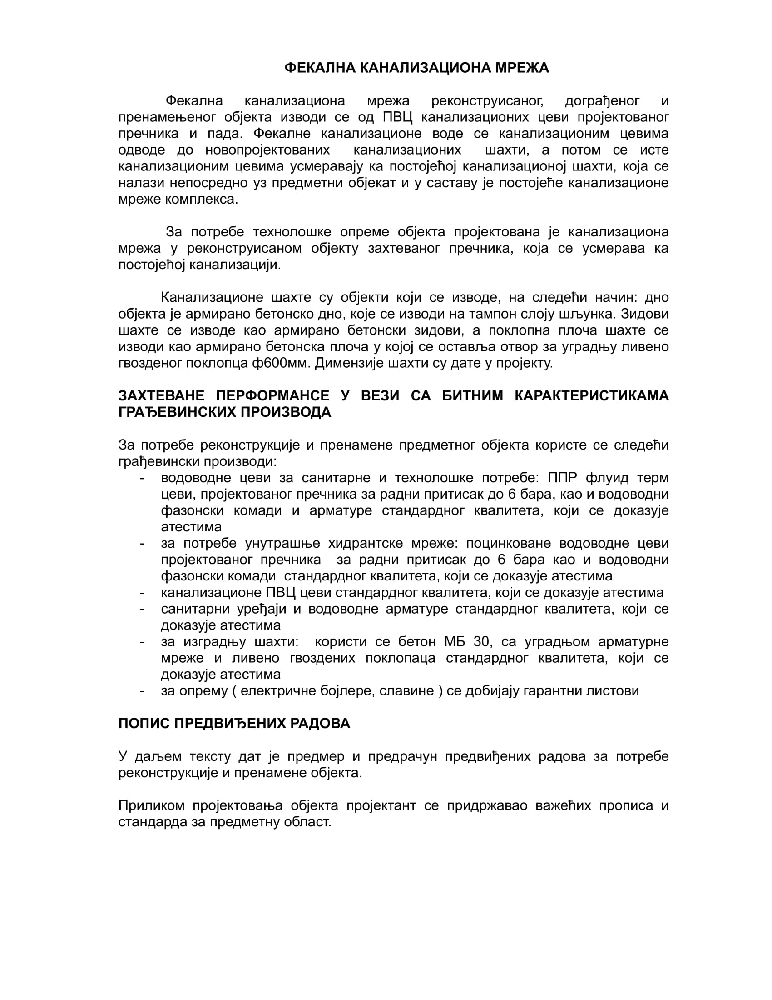 ФЕКАЛНА КАНАЛИЗАЦИОНА МРЕЖА
Фекална канализациона мрежа реконструисаног, дограђеног и
пренамењеног објекта изводи се од ПВЦ канализационих цеви пројектованог
пречника и пада. Фекалне канализационе воде се канализационим цевима
одводе до новопројектованих канализационих шахти, а потом се исте
канализационим цевима усмеравају ка постојећој канализационој шахти, која се
налази непосредно уз предметни објекат и у саставу је постојеће канализационе
мреже комплекса.
За потребе технолошке опреме објекта пројектована је канализациона
мрежа у реконструисаном објекту захтеваног пречника, која се усмерава ка
постојећој канализацији.
Канализационе шахте су објекти који се изводе, на следећи начин: дно
објекта је армирано бетонско дно, које се изводи на тампон слоју шљунка. Зидови
шахте се изводе као армирано бетонски зидови, а поклопна плоча шахте се
изводи као армирано бетонска плоча у којој се оставља отвор за уградњу ливено
гвозденог поклопца ф600мм. Димензије шахти су дате у пројекту.
ЗАХТЕВАНЕ ПЕРФОРМАНСЕ У ВЕЗИ СА БИТНИМ КАРАКТЕРИСТИКАМА
ГРАЂЕВИНСКИХ ПРОИЗВОДА
За потребе реконструкције и пренамене предметног објекта користе се следећи
грађевински производи:
- водоводне цеви за санитарне и технолошке потребе: ППР флуид терм
цеви, пројектованог пречника за радни притисак до 6 бара, као и водоводни
фазонски комади и арматуре стандардног квалитета, који се доказује
атестима
- за потребе унутрашње хидрантске мреже: поцинковане водоводне цеви
пројектованог пречника за радни притисак до 6 бара као и водоводни
фазонски комади стандардног квалитета, који се доказује атестима
- канализационе ПВЦ цеви стандардног квалитета, који се доказује атестима
- санитарни уређаји и водоводне арматуре стандардног квалитета, који се
доказује атестима
- за изградњу шахти: користи се бетон МБ 30, са уградњом арматурне
мреже и ливено гвоздених поклопаца стандардног квалитета, који се
доказује атестима
- за опрему ( електричне бојлере, славине ) се добијају гарантни листови
ПОПИС ПРЕДВИЂЕНИХ РАДОВА
У даљем тексту дат је предмер и предрачун предвиђених радова за потребе
реконструкције и пренамене објекта.
Приликом пројектовања објекта пројектант се придржавао важећих прописа и
стандарда за предметну област.